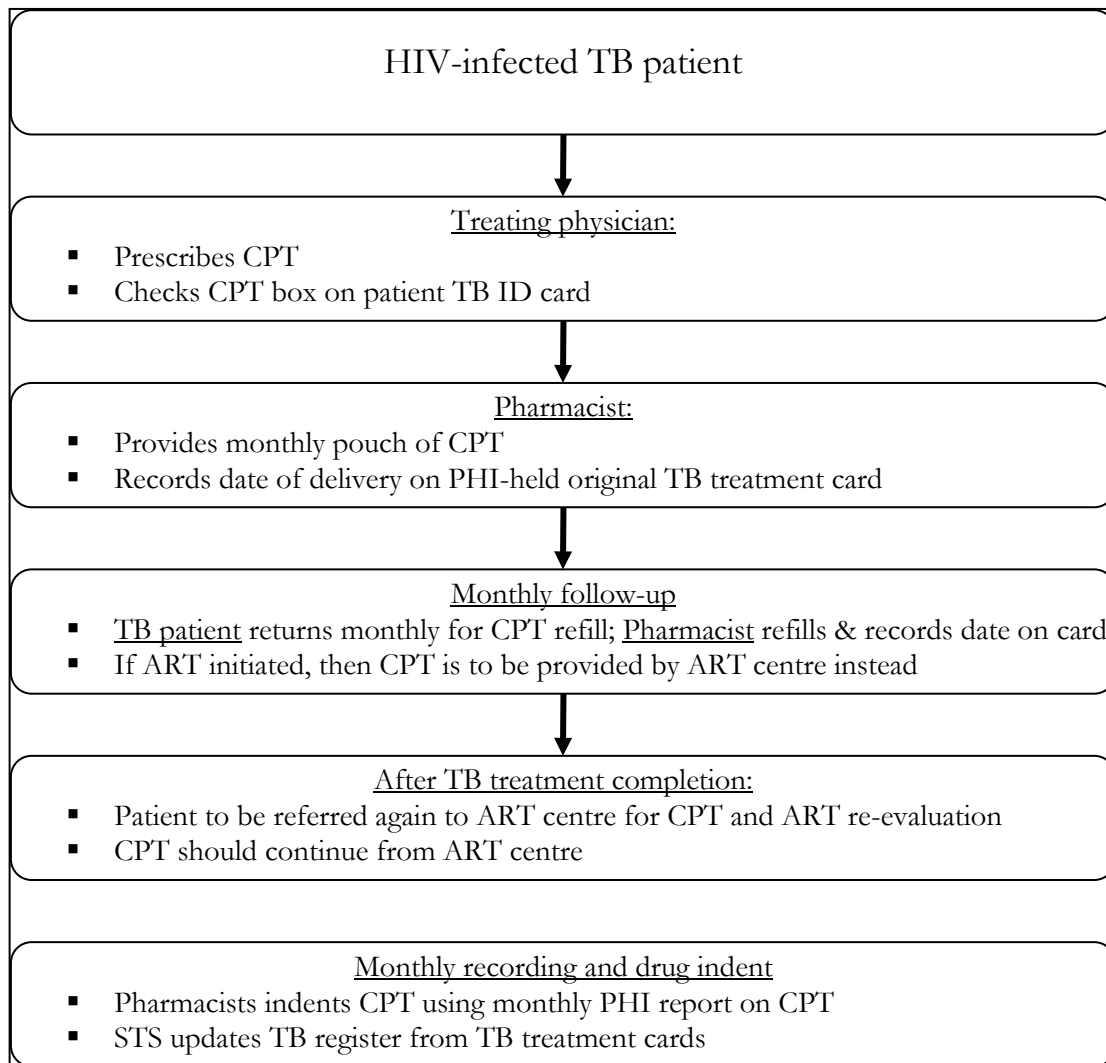 HIV-infected TB patient
Treating physician:
▪ Prescribes CPT
▪ Checks CPT box on patient TB ID card
Pharmacist:
▪ Provides monthly pouch of CPT
▪ Records date of delivery on PHI-held original TB treatment card
Monthly follow-up
▪ TB patient returns monthly for CPT refill; Pharmacist refills & records date on card
▪ If ART initiated, then CPT is to be provided by ART centre instead
After TB treatment completion:
▪ Patient to be referred again to ART centre for CPT and ART re-evaluation
▪ CPT should continue from ART centre
Monthly recording and drug indent
▪ Pharmacists indents CPT using monthly PHI report on CPT
▪ STS updates TB register from TB treatment cards